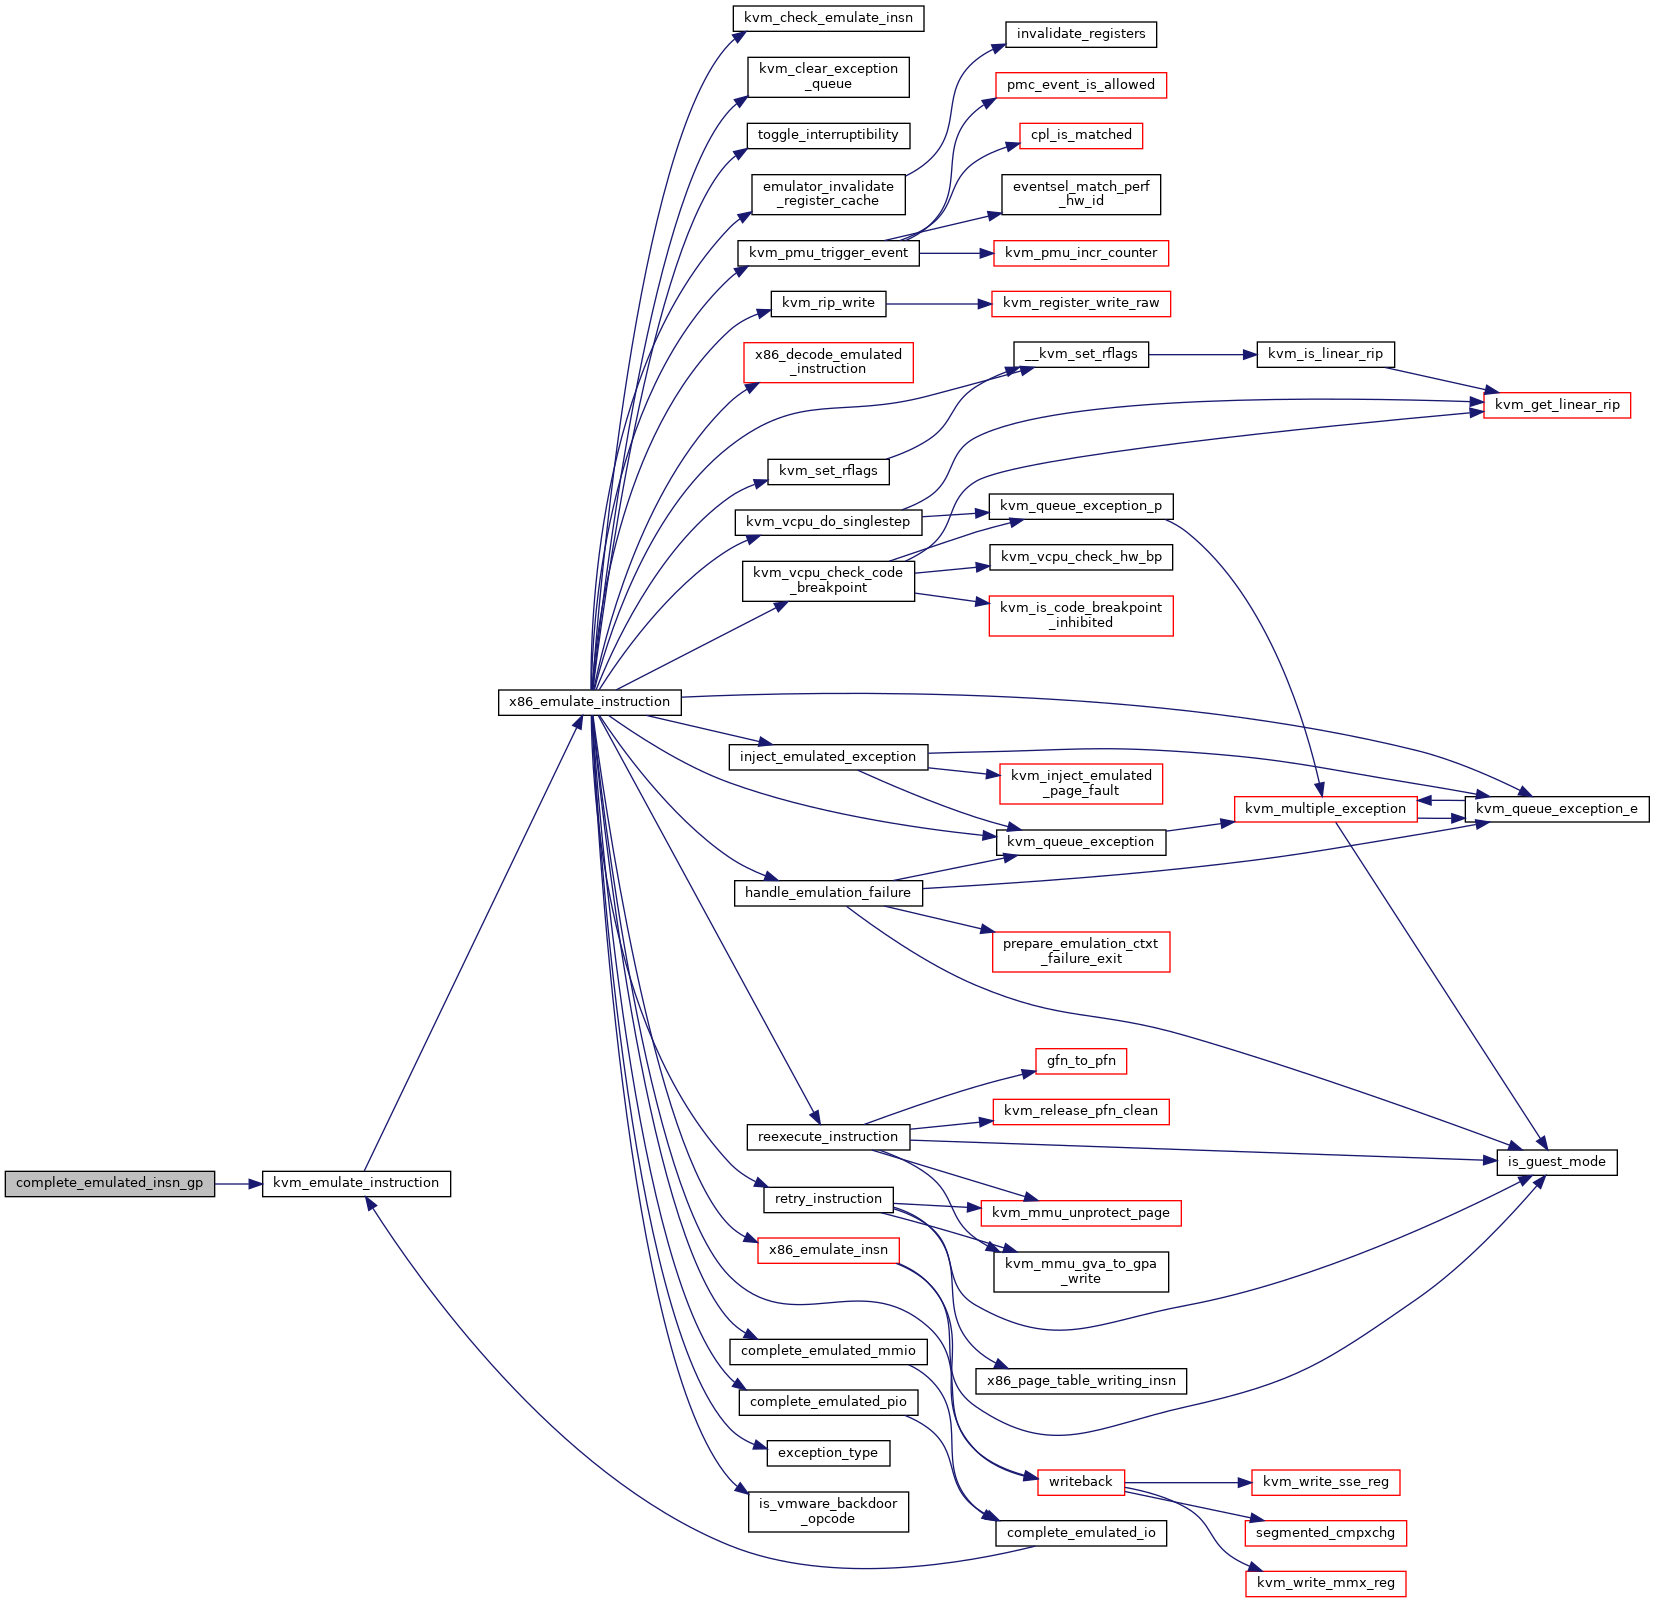 kvm_check_emulate_insn
invalidate_registers
kvm_clear_exception
_queue
pmc_event_is_allowed
toggle_interruptibility
cpl_is_matched
emulator_invalidate
_register_cache
eventsel_match_perf
_hw_id
kvm_pmu_trigger_event
kvm_pmu_incr_counter
kvm_rip_write
kvm_register_write_raw
x86_decode_emulated
_instruction
__kvm_set_rflags
kvm_is_linear_rip
kvm_get_linear_rip
kvm_set_rflags
kvm_vcpu_do_singlestep
kvm_queue_exception_p
kvm_vcpu_check_hw_bp
kvm_vcpu_check_code
_breakpoint
kvm_is_code_breakpoint
_inhibited
x86_emulate_instruction
inject_emulated_exception
kvm_inject_emulated
_page_fault
kvm_multiple_exception
kvm_queue_exception_e
kvm_queue_exception
handle_emulation_failure
prepare_emulation_ctxt
_failure_exit
gfn_to_pfn
kvm_release_pfn_clean
reexecute_instruction
is_guest_mode
complete_emulated_insn_gp
kvm_emulate_instruction
retry_instruction
kvm_mmu_unprotect_page
x86_emulate_insn
kvm_mmu_gva_to_gpa
_write
complete_emulated_mmio
x86_page_table_writing_insn
complete_emulated_pio
exception_type
writeback
kvm_write_sse_reg
is_vmware_backdoor
_opcode
complete_emulated_io
segmented_cmpxchg
kvm_write_mmx_reg